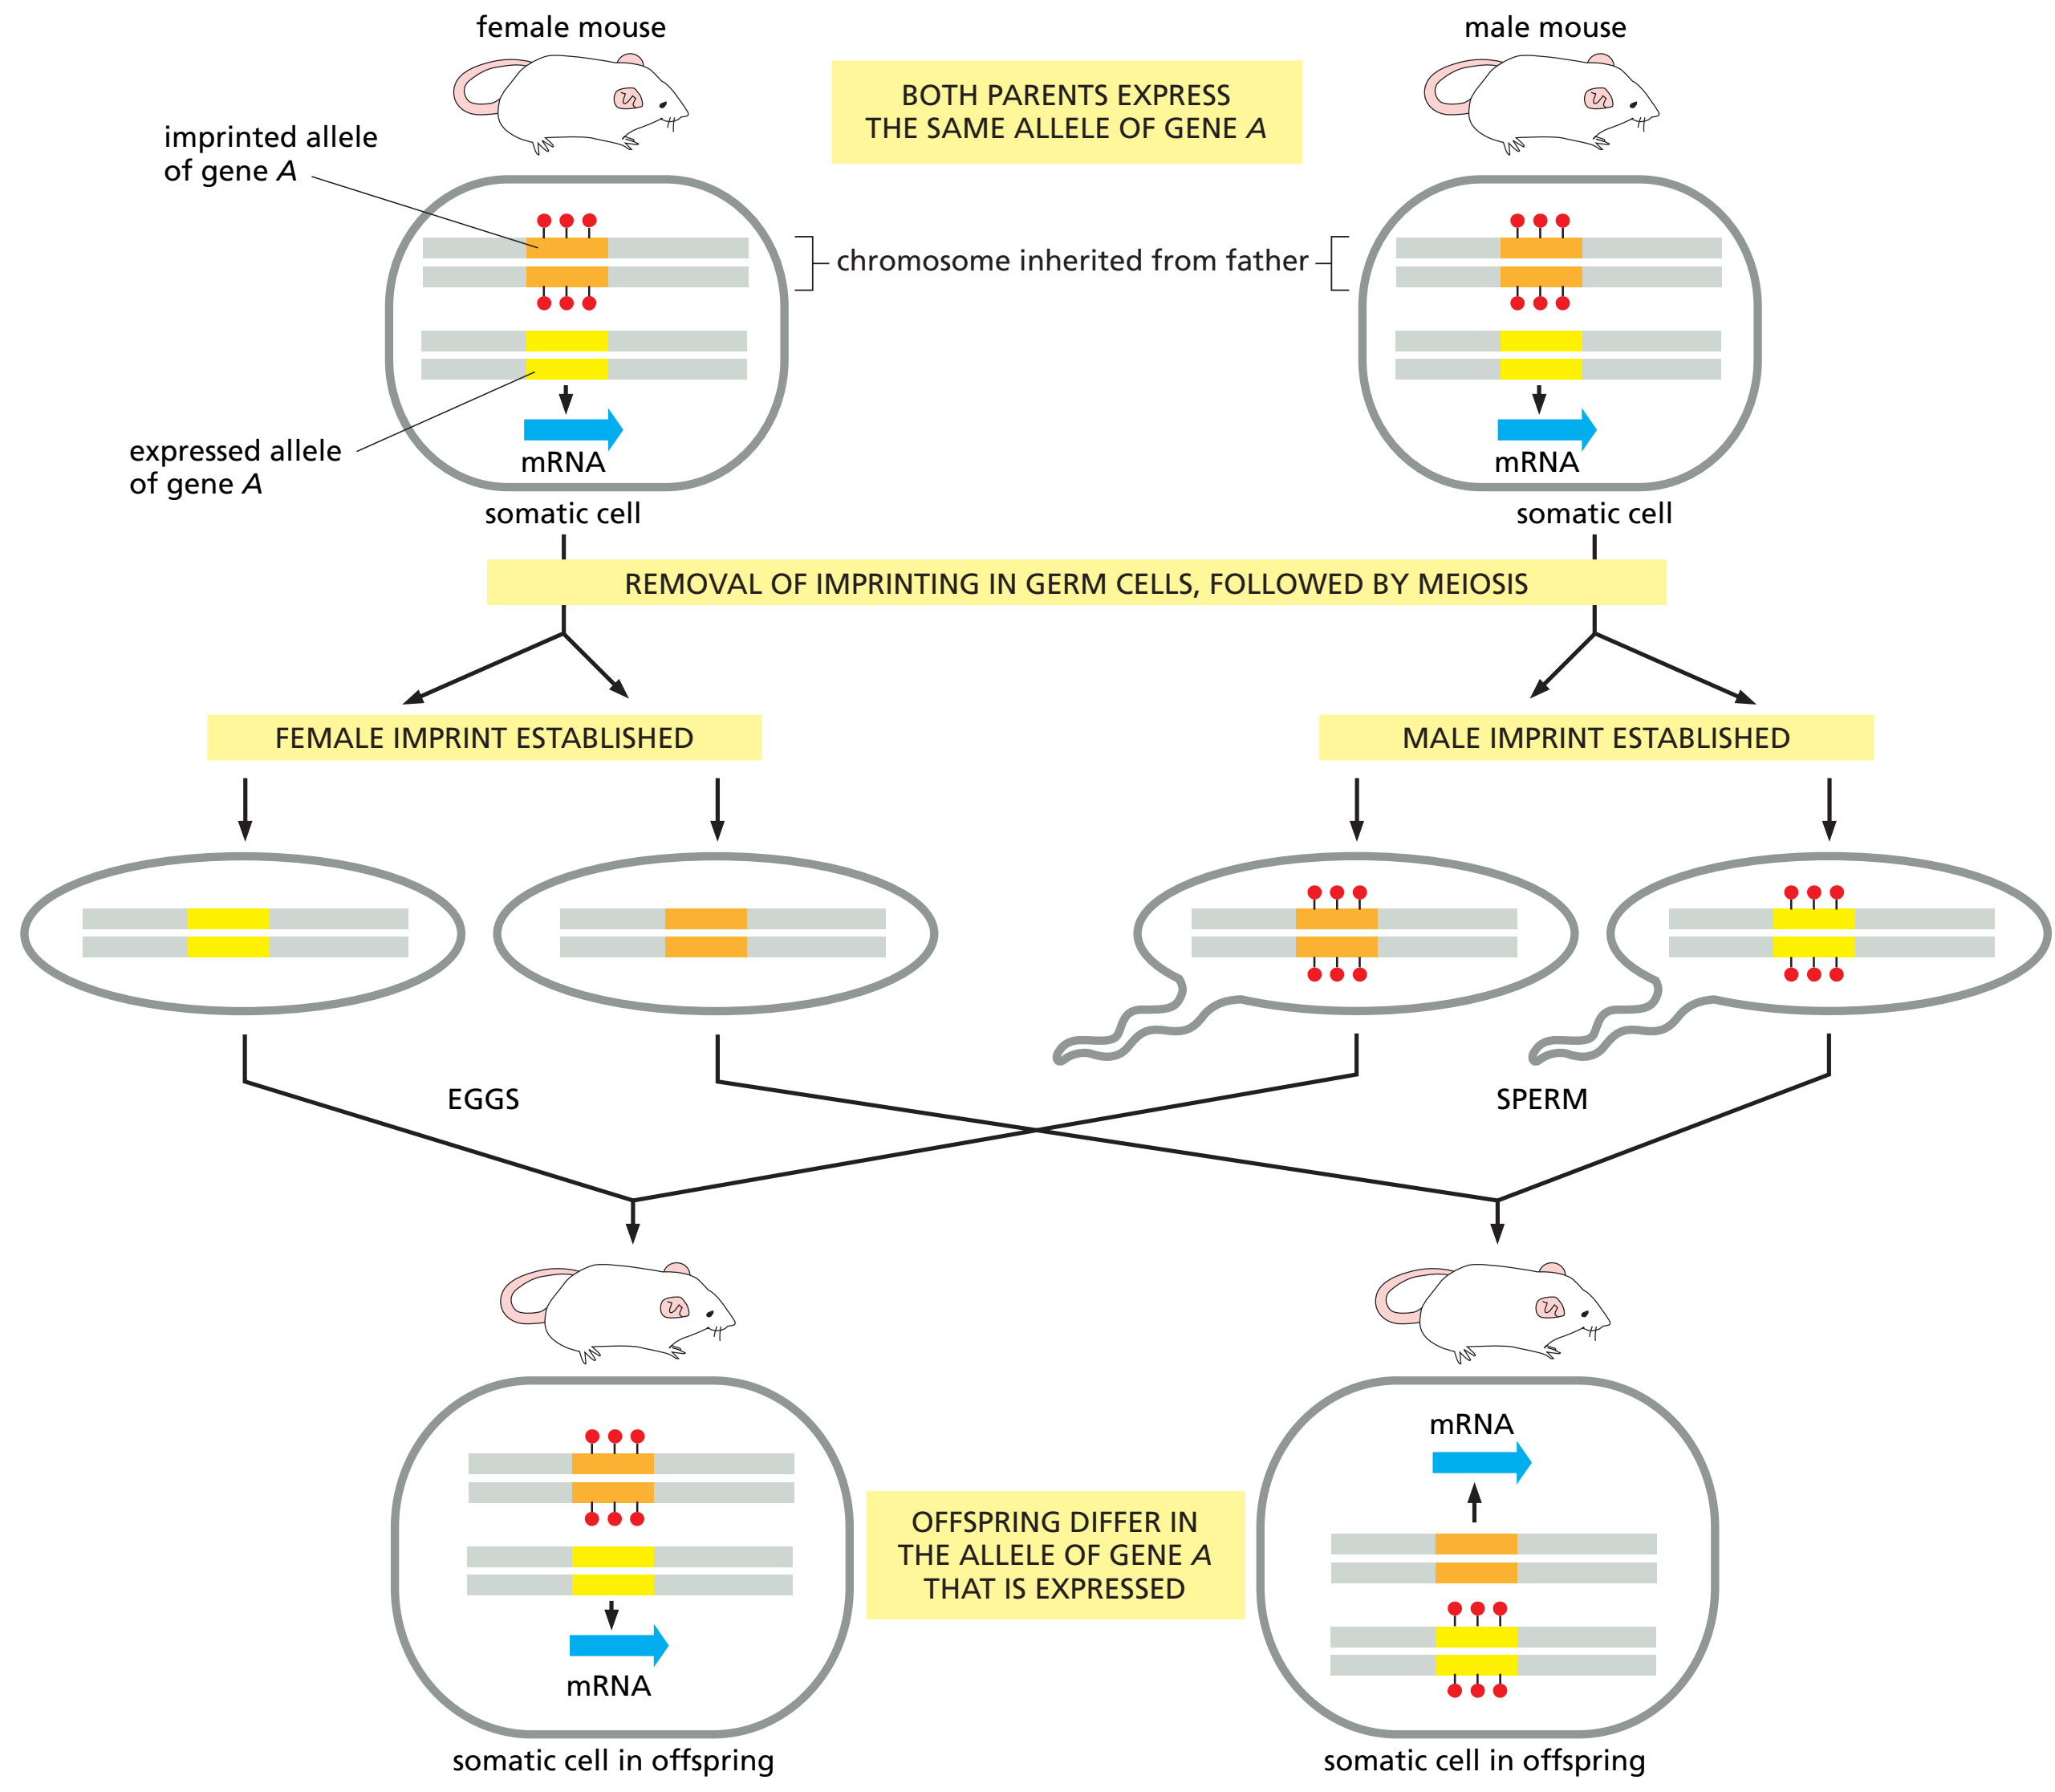 female mouse
male mouse
BOTH PARENTS EXPRESS
THE SAME ALLELE OF GENE A
imprinted allele
of gene A
chromosome inherited from father
expressed allele
of gene A
mRNA
mRNA
somatic cell
somatic cell
REMOVAL OF IMPRINTING IN GERM CELLS, FOLLOWED BY MEIOSIS
FEMALE IMPRINT ESTABLISHED
MALE IMPRINT ESTABLISHED
EGGS
SPERM
mRNA
OFFSPRING DIFFER IN
THE ALLELE OF GENE A
THAT IS EXPRESSED
mRNA
somatic cell in offspring
somatic cell in offspring